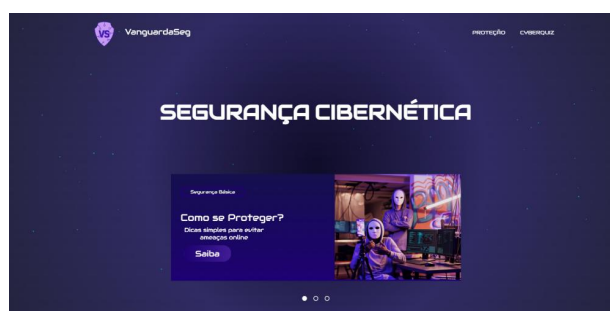 VS
VanguardaSeg
PROTEÇÃO CYBERQUIZ
SEGURANÇA CIBERNÉTICA
Segurança Básica
Como se Proteger?
Dicas simples para evitar
ameaças online
Saiba